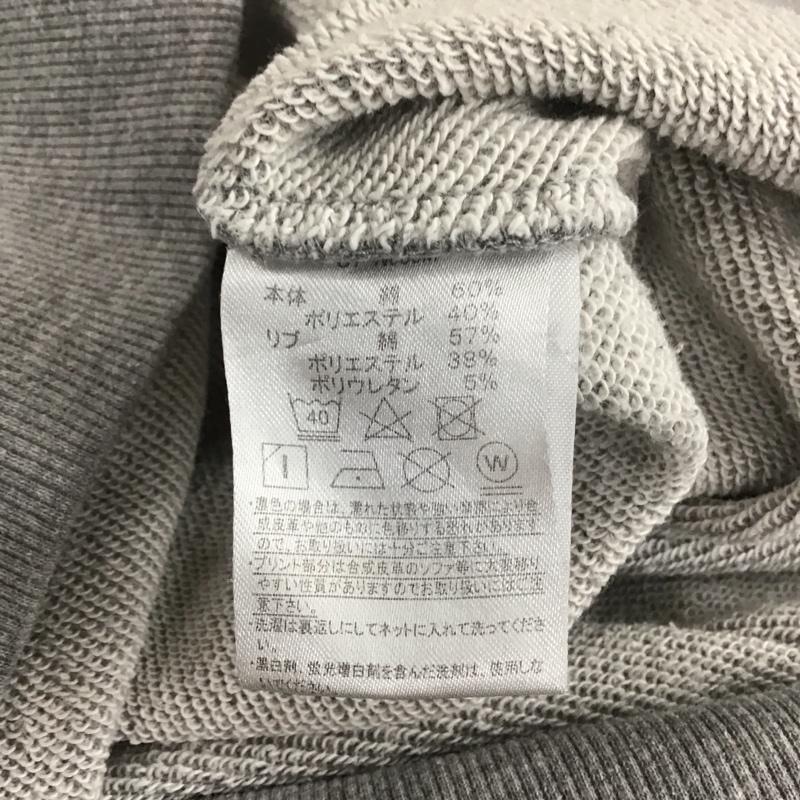 本体 綿 60%
ポリエステル 40%
リブ 綿 57%
ポリエステル 38%
ポリウレタン 5%
40
W
・濃色の場合は、濡れた状態や強い摩擦により合
成皮革や他のものにも色移りする恐れがあります
ので、お取り扱いには十分ご注意下さい。
・プリント部分は合成皮革のソファ等に大変移り
やすい性質がありますのでお取り扱いにはご注
意下さい。
・洗濯は裏返しにしてネットに入れて洗ってくださ
い。
・漂白剤、蛍光増白剤を含んだ洗剤は、使用しな
いでください。